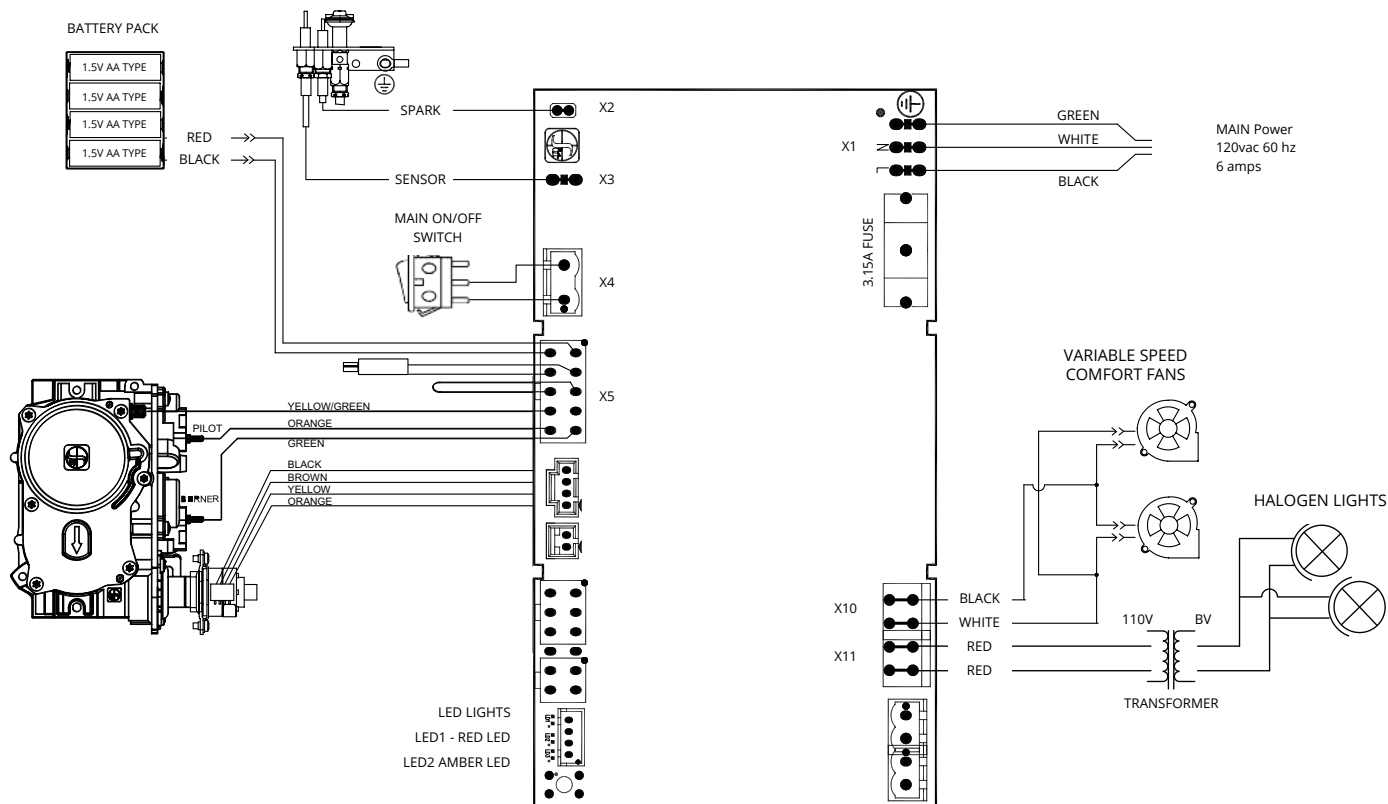 BATTERY PACK
1.5V AA TYPE
1.5V AA TYPE
1.5V AA TYPE
1.5V AA TYPE
RED
BLACK
SPARK
X2
SENSOR
X3
MAIN ON/OFF
SWITCH
X4
X5
YELLOW/GREEN
PILOT
ORANGE
GREEN
BLACK
BROWN
YELLOW
ORANGE
BURNER
LED LIGHTS
LED1 - RED LED
LED2 AMBER LED
X1
N
L
GREEN
WHITE
BLACK
MAIN Power
120vac 60 hz
6 amps
3.15A FUSE
VARIABLE SPEED
COMFORT FANS
HALOGEN LIGHTS
X10
BLACK
WHITE
X11
RED
RED
110V
BV
TRANSFORMER